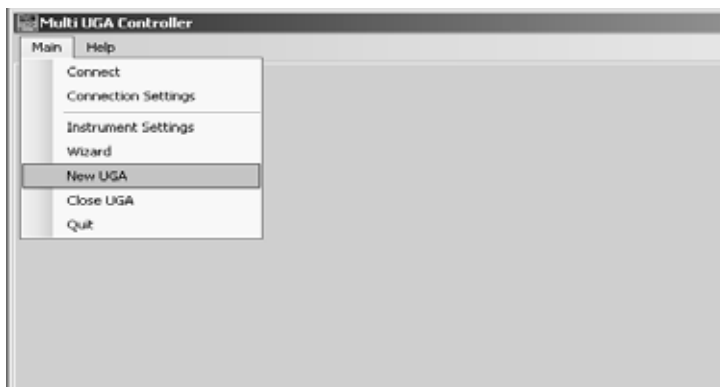 Multi UGA Controller
Main Help
Connect
Connection Settings
Instrument Settings
Wizard
New UGA
Close UGA
Quit